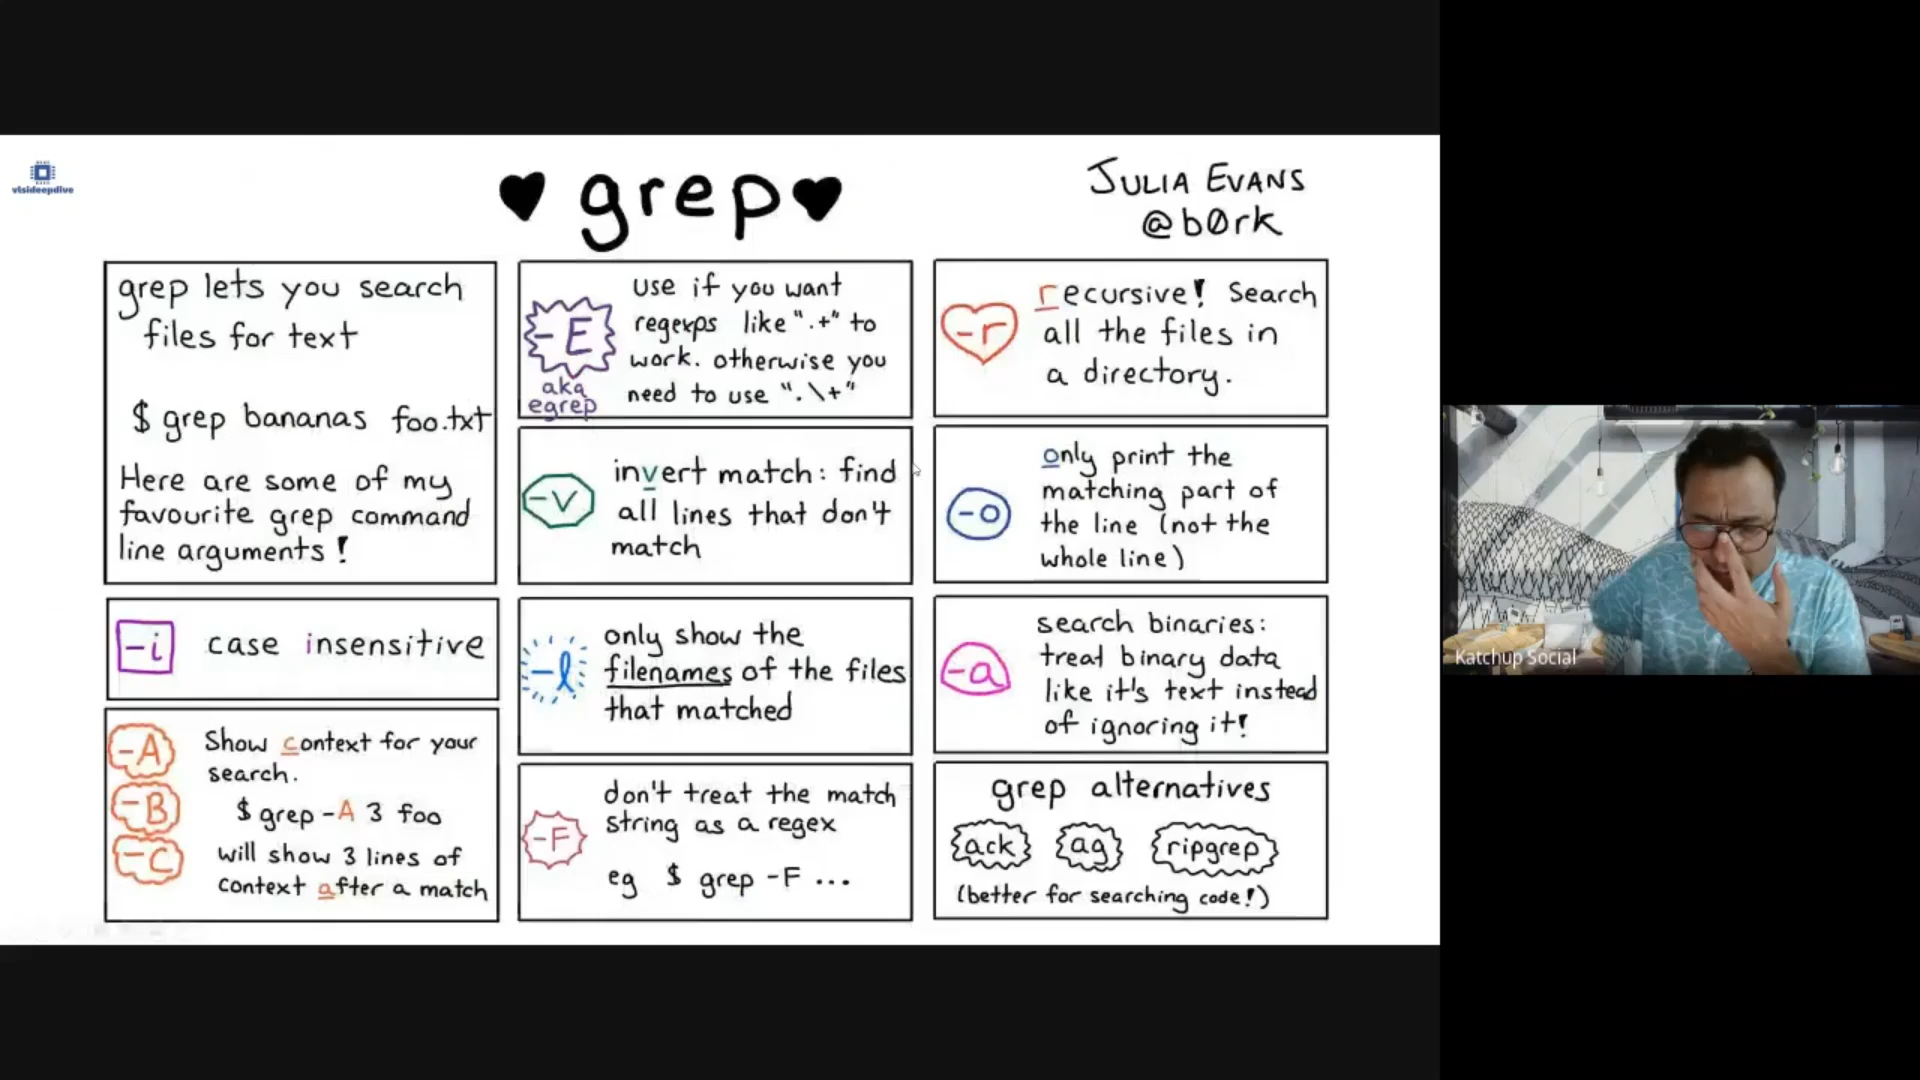 vlsideepdive
grep
JULIA EVANS
@b0rk
grep lets you search
files for text
$ grep bananas foo.txt
Here are some of my
favourite grep command
line arguments!
-i case insensitive
-A
-B
-C
Show context for your
search.
$ grep -A 3 foo
will show 3 lines of
context after a match
-E
aka
egrep
use if you want
regexps like ".+" to
work. otherwise you
need to use ".\+"
-v
invert match: find
all lines that don't
match
-l
only show the
filenames of the files
that matched
-F
don't treat the match
string as a regex
eg $ grep -F ...
-r
recursive! Search
all the files in
a directory.
-o
only print the
matching part of
the line (not the
whole line)
-a
search binaries:
treat binary data
like it's text instead
of ignoring it!
grep alternatives
ack ag ripgrep
(better for searching code!)
Katchup Social